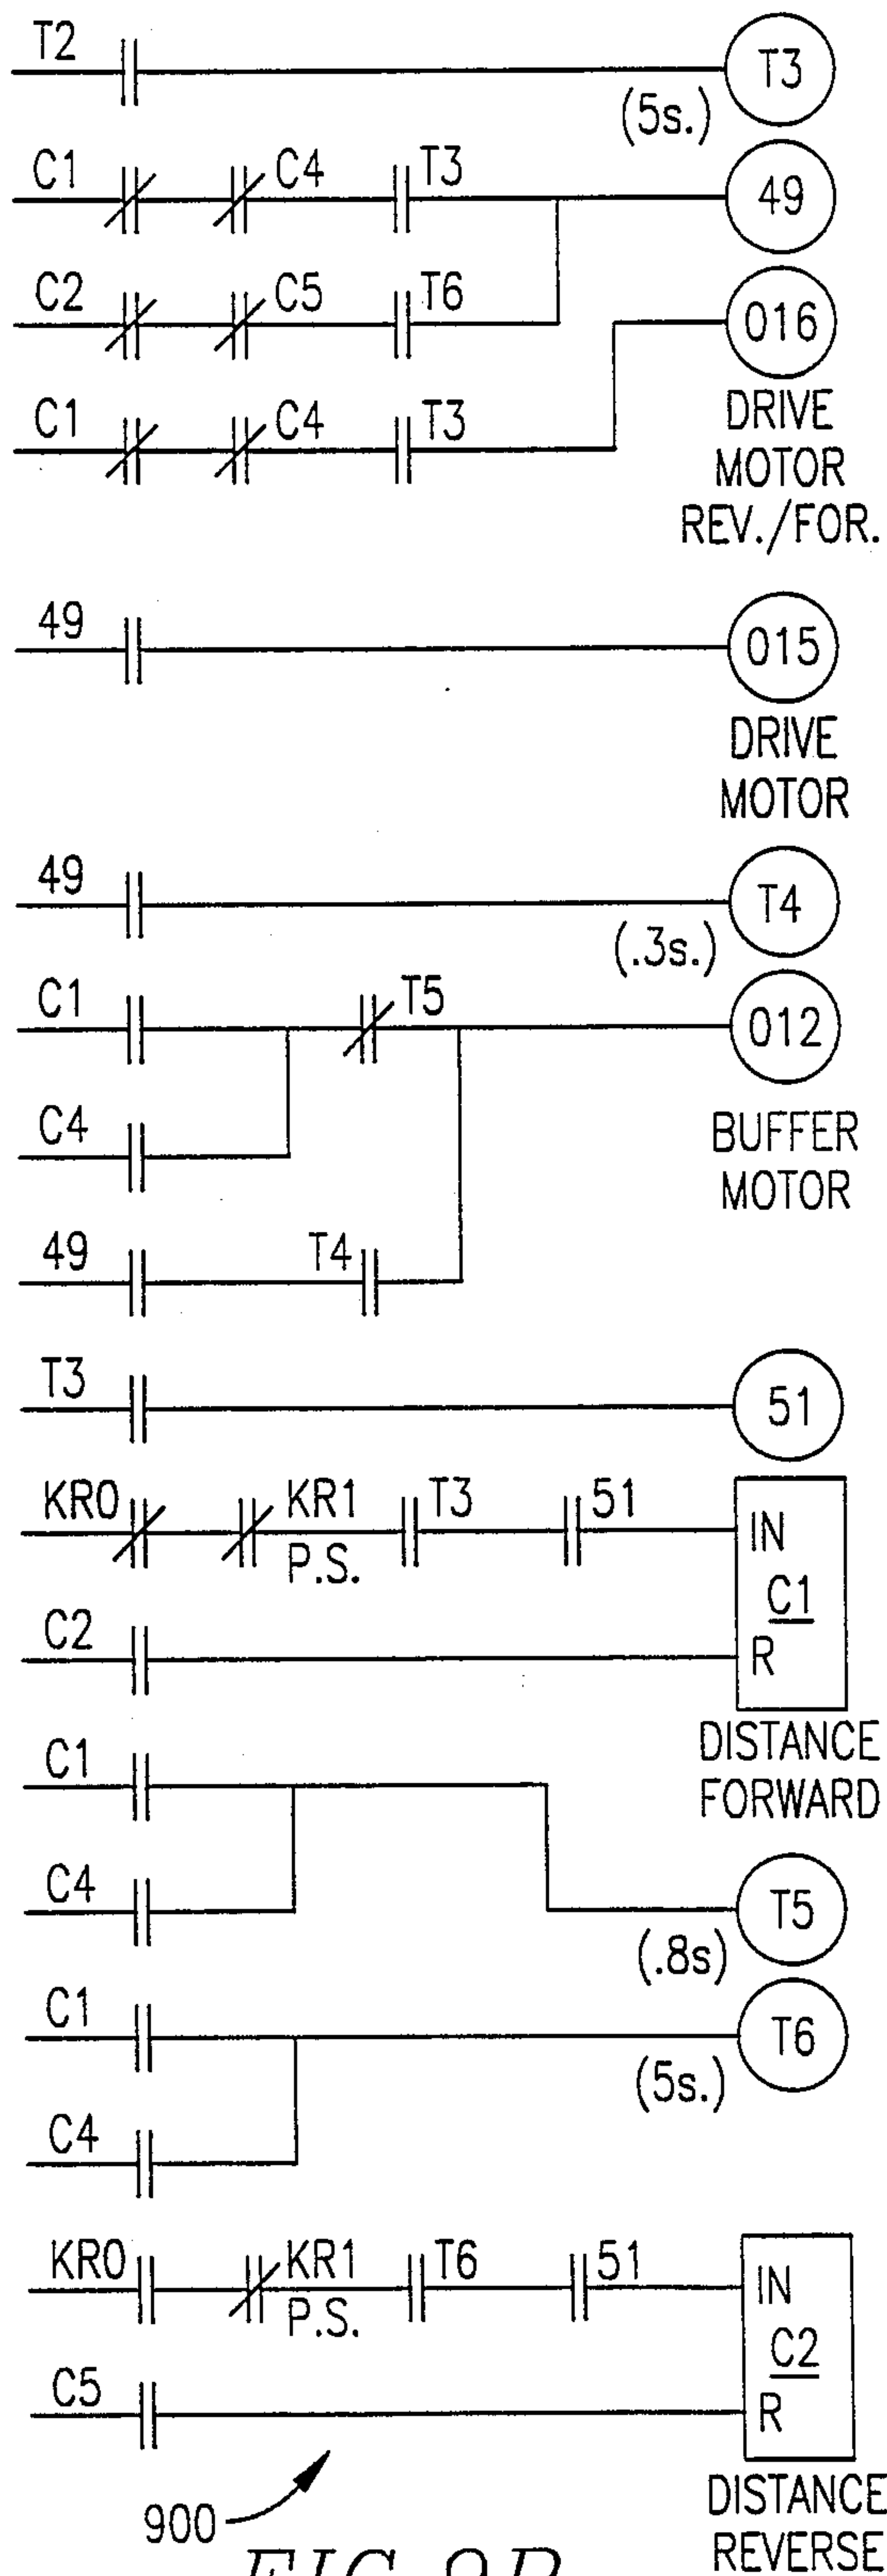 T2 T3
(5s.)
C1 C4 T3 49
C2 C5 T6 016
C1 C4 T3
DRIVE
MOTOR
REV./FOR.
49 015
DRIVE
MOTOR
49 T4
(.3s.)
C1 T5 012
C4
BUFFER
MOTOR
49 T4
T3 51
KR0 KR1 T3 51 IN
P.S.
C1
C2 R
DISTANCE
FORWARD
C1
C4 T5
(.8s)
C1 T6
(5s.)
C4
KR0 KR1 T6 51 IN
P.S.
C2
C5 R
DISTANCE
REVERSE
900